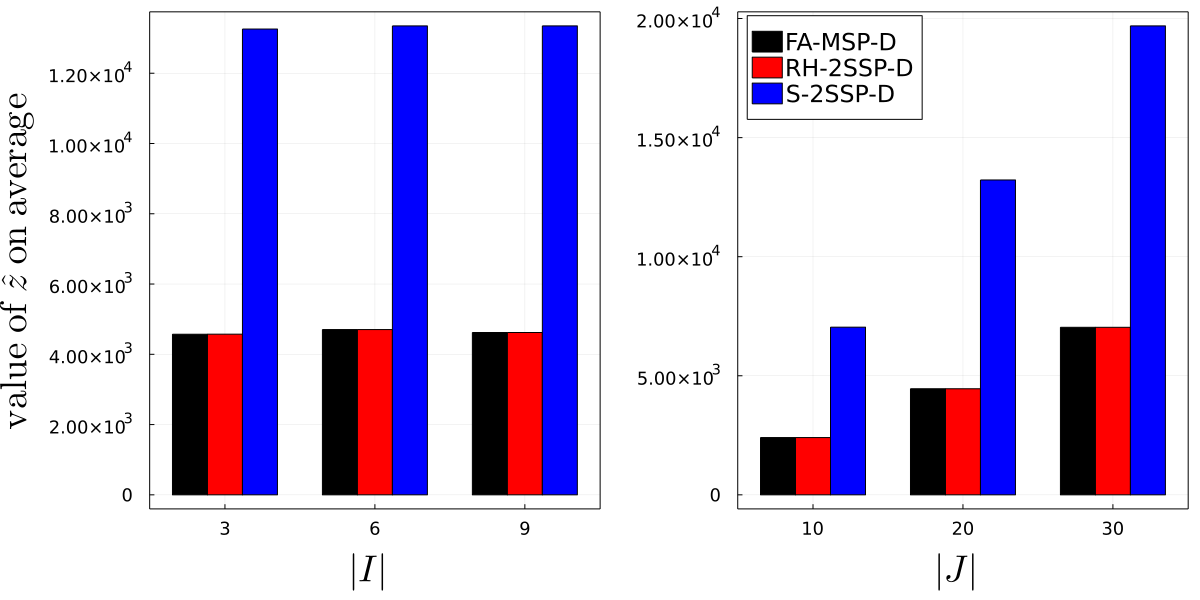 value of ẑ on average
1.20×10⁴
1.00×10⁴
8.00×10³
6.00×10³
4.00×10³
2.00×10³
0
3 6 9
|I|
2.00×10⁴
1.50×10⁴
1.00×10⁴
5.00×10³
0
FA-MSP-D
RH-2SSP-D
S-2SSP-D
10 20 30
|J|